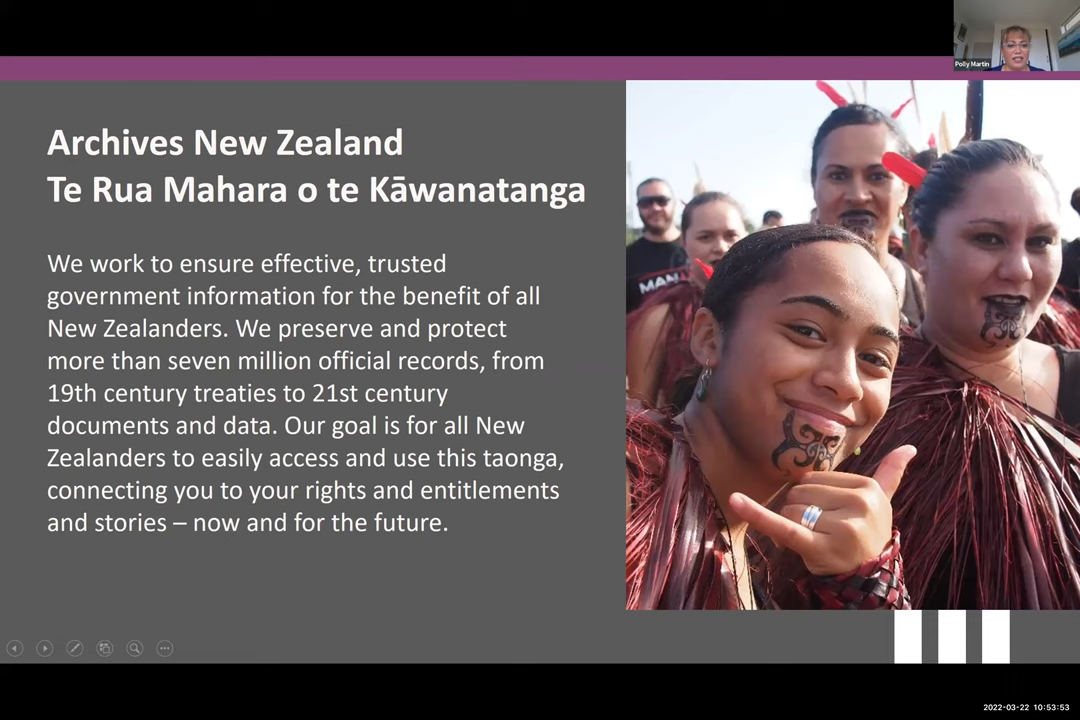 Polly Martin
Archives New Zealand
Te Rua Mahara o te Kāwanatanga
We work to ensure effective, trusted
government information for the benefit of all
New Zealanders. We preserve and protect
more than seven million official records, from
19th century treaties to 21st century
documents and data. Our goal is for all New
Zealanders to easily access and use this taonga,
connecting you to your rights and entitlements
and stories – now and for the future.
MAN
2022-03-22 10:53:53